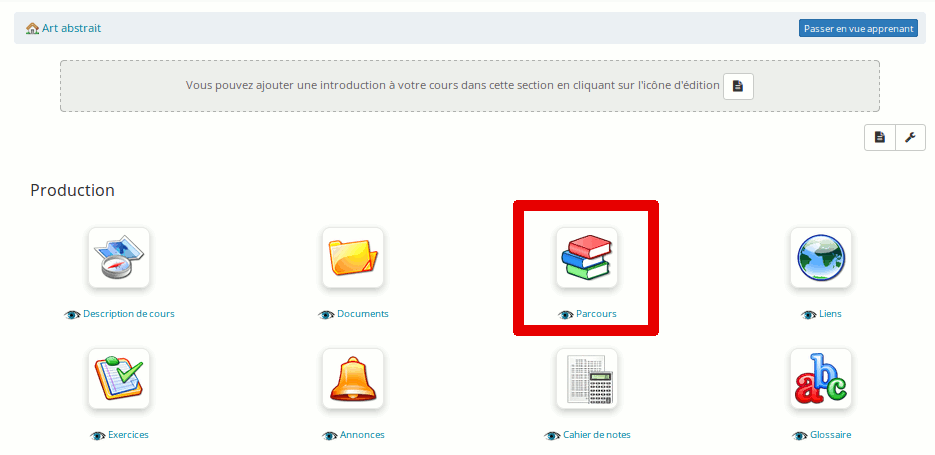 Art abstrait
Passer en vue apprenant
Vous pouvez ajouter une introduction à votre cours dans cette section en cliquant sur l'icône d'édition
Production
Description de cours
Documents
Parcours
Liens
abc
Exercices
Annonces
Cahier de notes
Glossaire